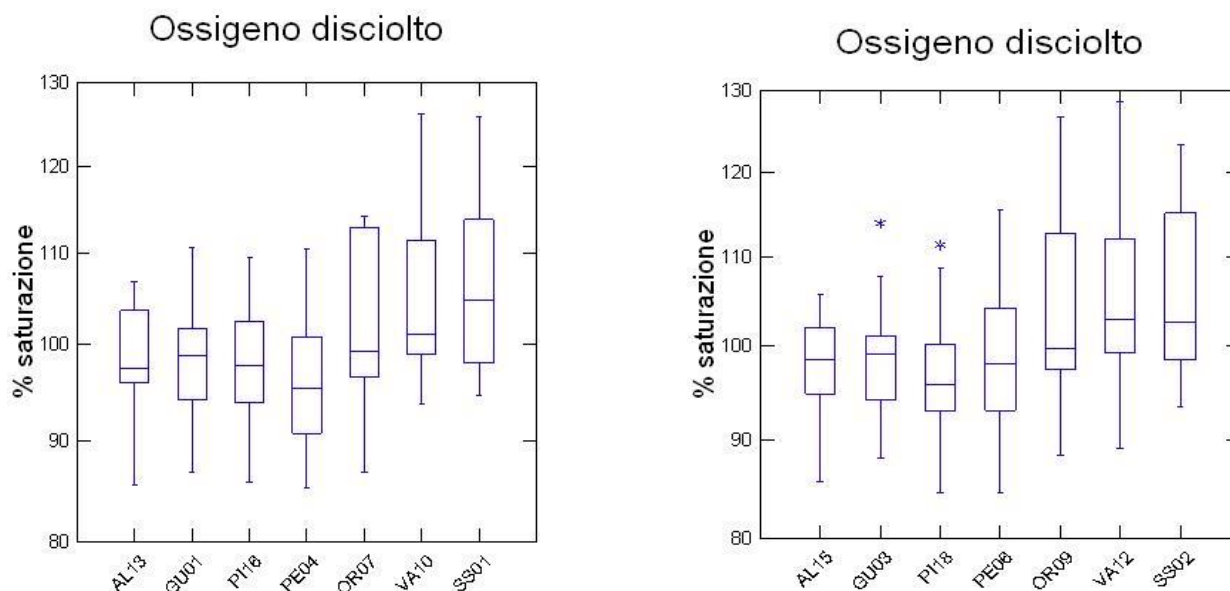 Ossigeno disciolto
% saturazione
130
120
110
100
90
80
AL13 GU01 PI16 PE04 OR07 VA10 SS01
Ossigeno disciolto
% saturazione
130
120
110
100
90
80
AL15 GU03 PI18 PE06 OR09 VA12 SS02